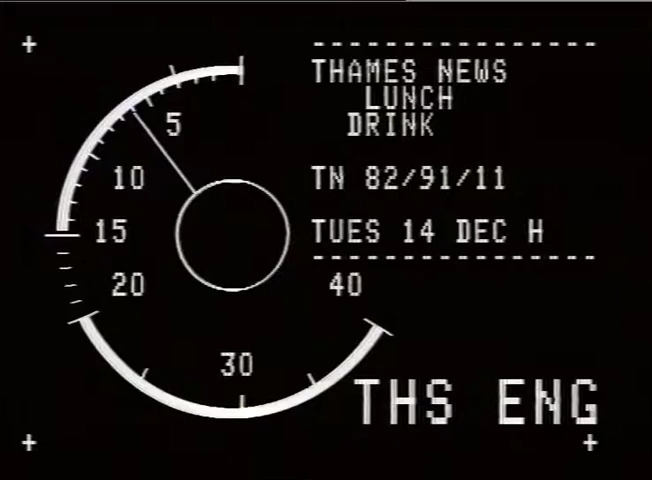 THAMES NEWS
LUNCH
DRINK
TN 82/91/11
TUES 14 DEC H
5
10
15
20
30
40
THS ENG